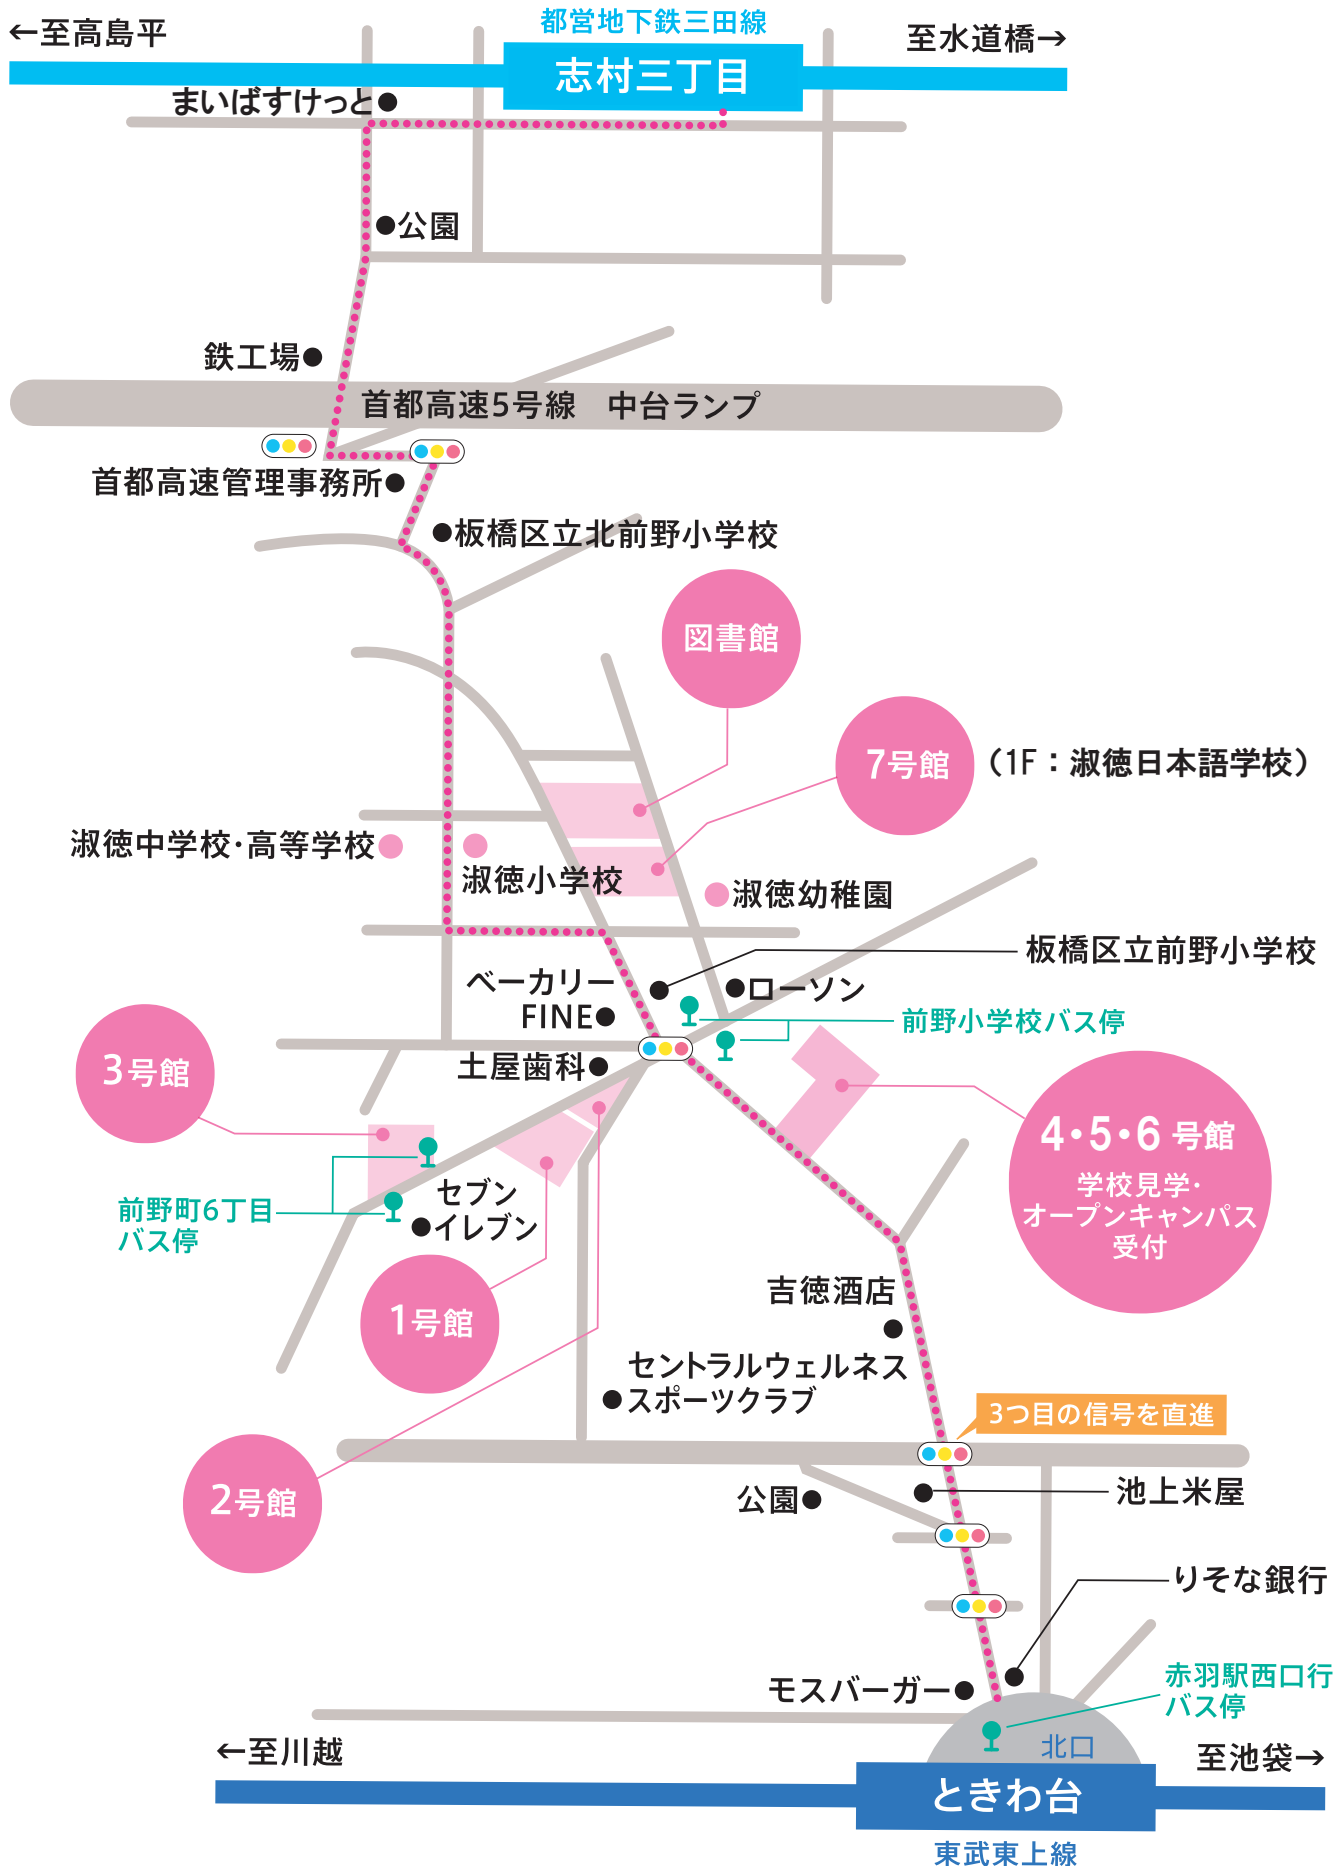 都営地下鉄三田線
←至高島平
志村三丁目
至水道橋→
まいばすけっと
公園
鉄工場
首都高速5号線　中台ランプ
首都高速管理事務所
板橋区立北前野小学校
図書館
7号館
（1F：淑徳日本語学校）
淑徳中学校・高等学校
淑徳小学校
淑徳幼稚園
板橋区立前野小学校
ベーカリー
FINE
ローソン
前野小学校バス停
土屋歯科
3号館
4・5・6 号館
学校見学・
オープンキャンパス
受付
前野町6丁目
バス停
セブン
イレブン
1号館
吉徳酒店
セントラルウェルネス
スポーツクラブ
3つ目の信号を直進
2号館
公園
池上米屋
りそな銀行
モスバーガー
赤羽駅西口行
バス停
北口
←至川越
至池袋→
ときわ台
東武東上線